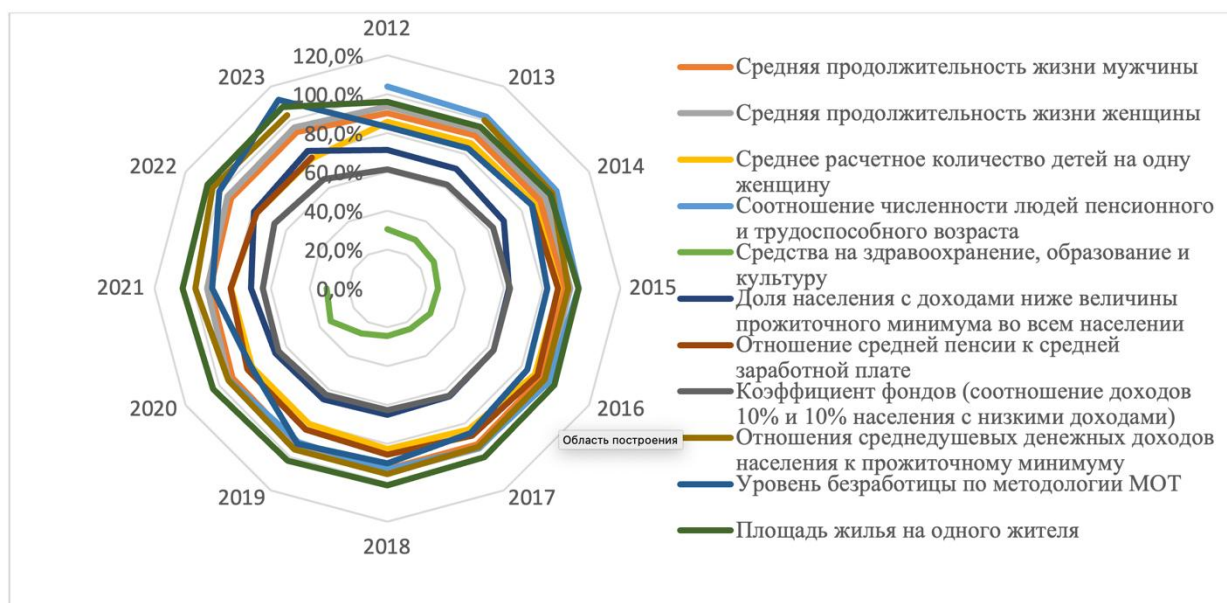 2012
120,0%
2023
2013
100,0%
80,0%
2022
2014
60,0%
40,0%
20,0%
2021
0,0%
2015
2020
2016
Область построения
2019
2017
2018
Средняя продолжительность жизни мужчины
Средняя продолжительность жизни женщины
Среднее расчетное количество детей на одну
женщину
Соотношение численности людей пенсионного
и трудоспособного возраста
Средства на здравоохранение, образование и
культуру
Доля населения с доходами ниже величины
прожиточного минимума во всем населении
Отношение средней пенсии к средней
заработной плате
Коэффициент фондов (соотношение доходов
10% и 10% населения с низкими доходами)
Отношения среднедушевых денежных доходов
населения к прожиточному минимуму
Уровень безработицы по методологии МОТ
Площадь жилья на одного жителя